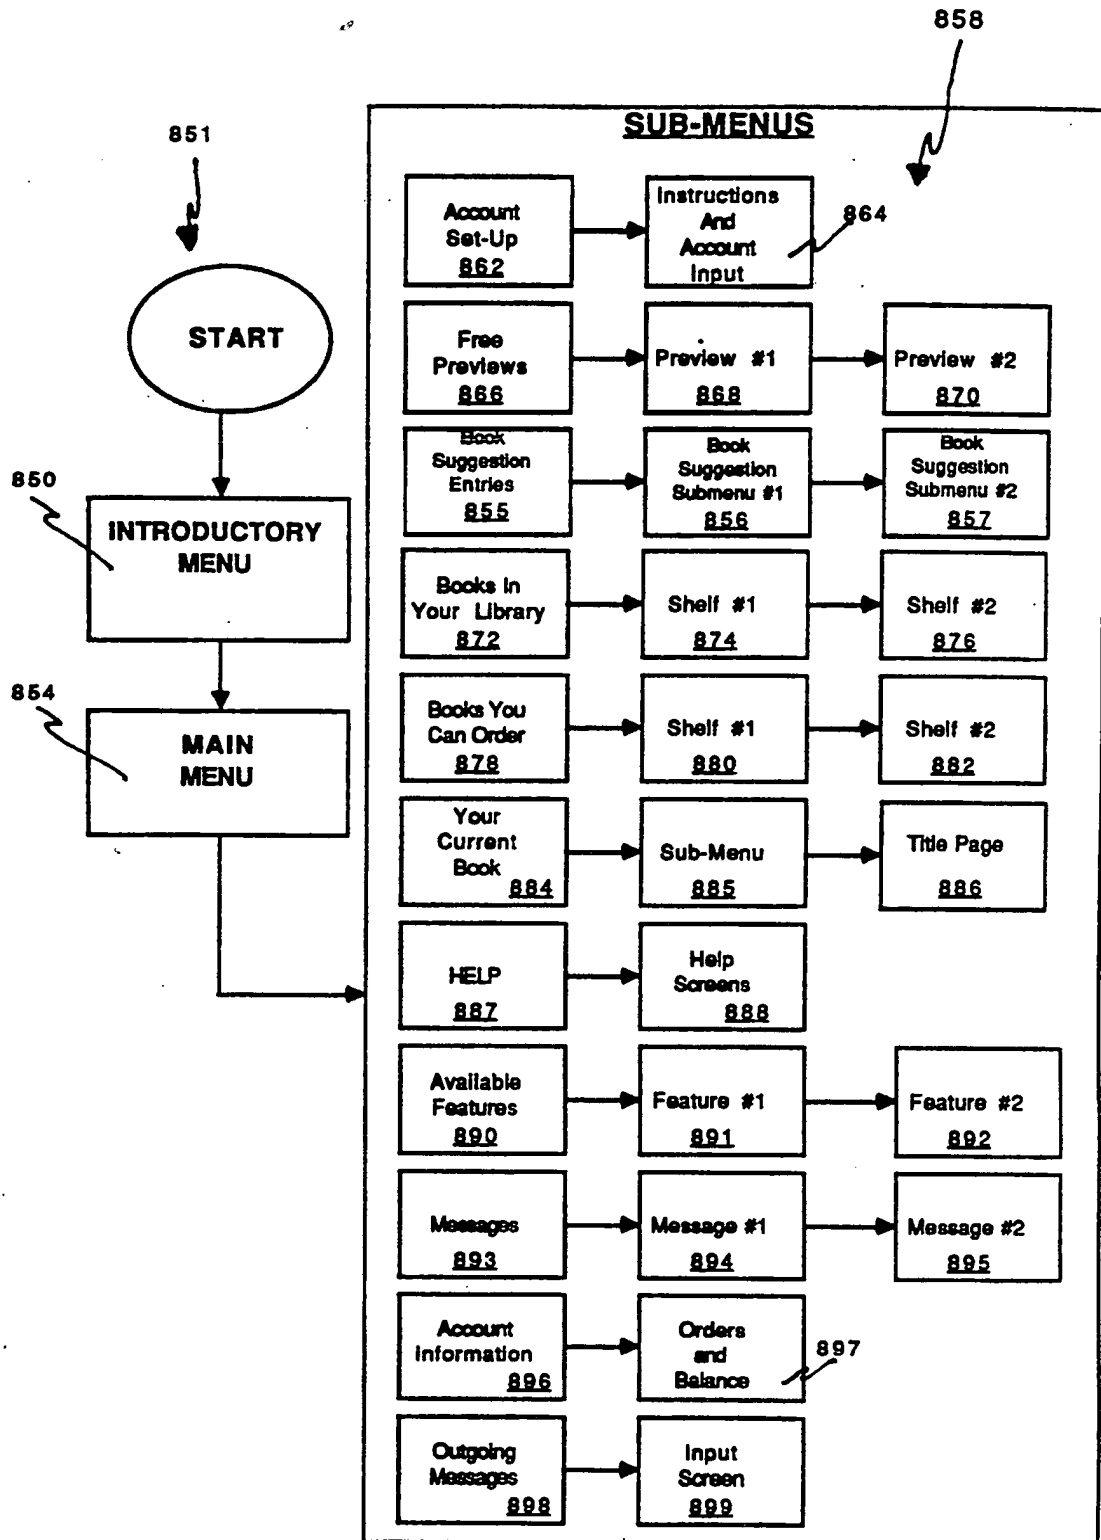 858
851
START
850
INTRODUCTORY
MENU
854
MAIN
MENU
SUB-MENUS
Account
Set-Up
862
Instructions
And
Account
Input
864
Free
Previews
866
Preview #1
868
Preview #2
870
Book
Suggestion
Entries
855
Book
Suggestion
Submenu #1
856
Book
Suggestion
Submenu #2
857
Books In
Your Library
872
Shelf #1
874
Shelf #2
876
Books You
Can Order
878
Shelf #1
880
Shelf #2
882
Your
Current
Book
884
Sub-Menu
885
Title Page
886
HELP
887
Help
Screens
888
Available
Features
890
Feature #1
891
Feature #2
892
Messages
893
Message #1
894
Message #2
895
Account
Information
896
Orders
and
Balance
897
Outgoing
Messages
898
Input
Screen
899